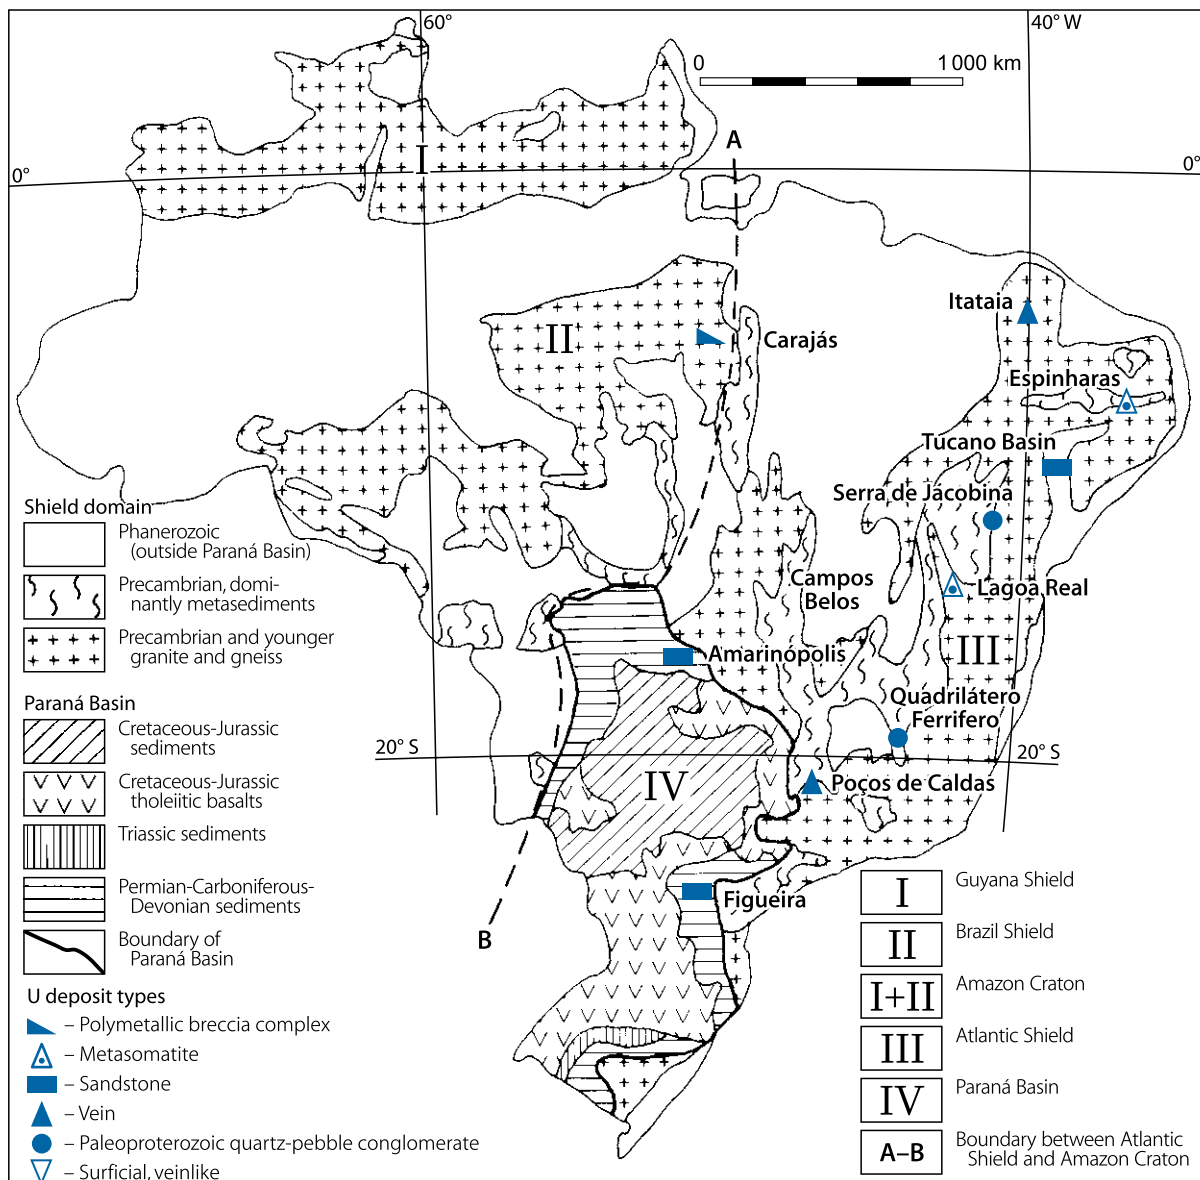 60°
40° W
0
1 000 km
A
I
0°
0°
Itataia
II
Carajás
Espinharas
Tucano Basin
Serra de Jácobina
Shield domain
Phanerozoic
(outside Paraná Basin)
Precambrian, domi-
nantly metasediments
Precambrian and younger
granite and gneiss
Campos
Belos
Lagoa Real
III
Amarinópolis
Quadrilátero
Ferrifero
Paraná Basin
Cretaceous-Jurassic
sediments
Cretaceous-Jurassic
tholeiitic basalts
Triassic sediments
Permian-Carboniferous-
Devonian sediments
Boundary of
Paraná Basin
20° S
20° S
IV
Poços de Caldas
Figueira
B
U deposit types
– Polymetallic breccia complex
– Metasomatite
– Sandstone
– Vein
– Paleoproterozoic quartz-pebble conglomerate
– Surficial, veinlike
I Guyana Shield
II Brazil Shield
I+II Amazon Craton
III Atlantic Shield
IV Paraná Basin
A–B Boundary between Atlantic
Shield and Amazon Craton